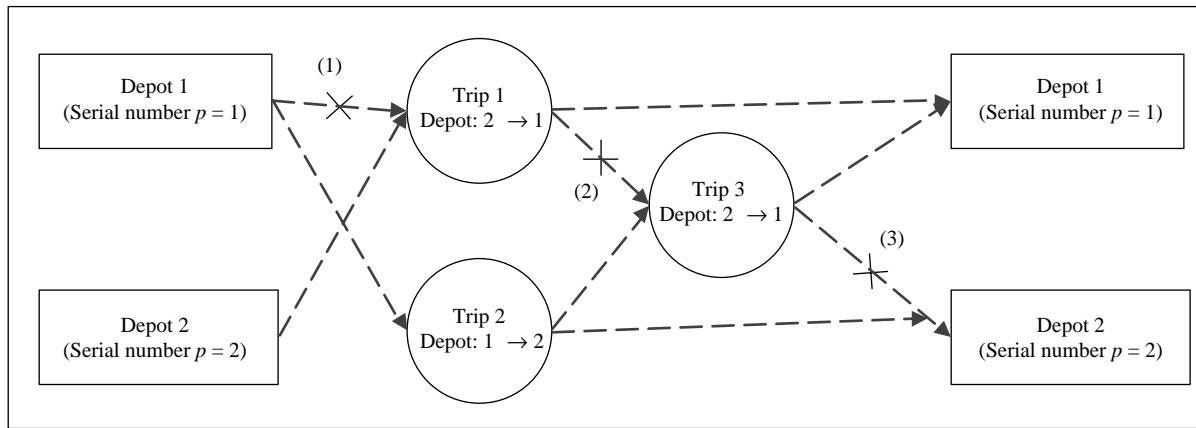 Depot 1
(Serial number p = 1)
(1)
Trip 1
Depot: 2 → 1
Depot 1
(Serial number p = 1)
(2)
Trip 3
Depot: 2 → 1
(3)
Depot 2
(Serial number p = 2)
Trip 2
Depot: 1 → 2
Depot 2
(Serial number p = 2)